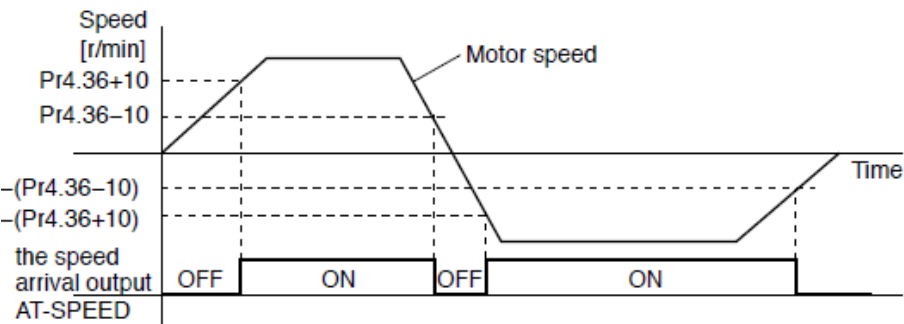 Speed
[r/min]
Motor speed
Pr4.36+10
Pr4.36−10
Time
−(Pr4.36−10)
−(Pr4.36+10)
the speed
arrival output
OFF ON OFF ON
AT-SPEED